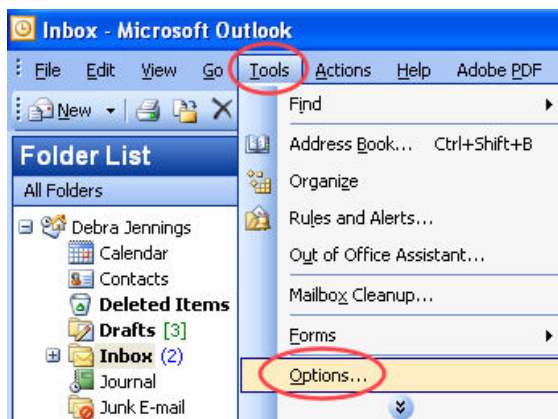 Inbox - Microsoft Outlook
File Edit View Go Tools Actions Help Adobe PDF
New
Find
Address Book... Ctrl+Shift+B
Organize
Rules and Alerts...
Out of Office Assistant...
Mailbox Cleanup...
Forms
Options...
Folder List
All Folders
Debra Jennings
Calendar
Contacts
Deleted Items
Drafts [3]
Inbox (2)
Journal
Junk E-mail